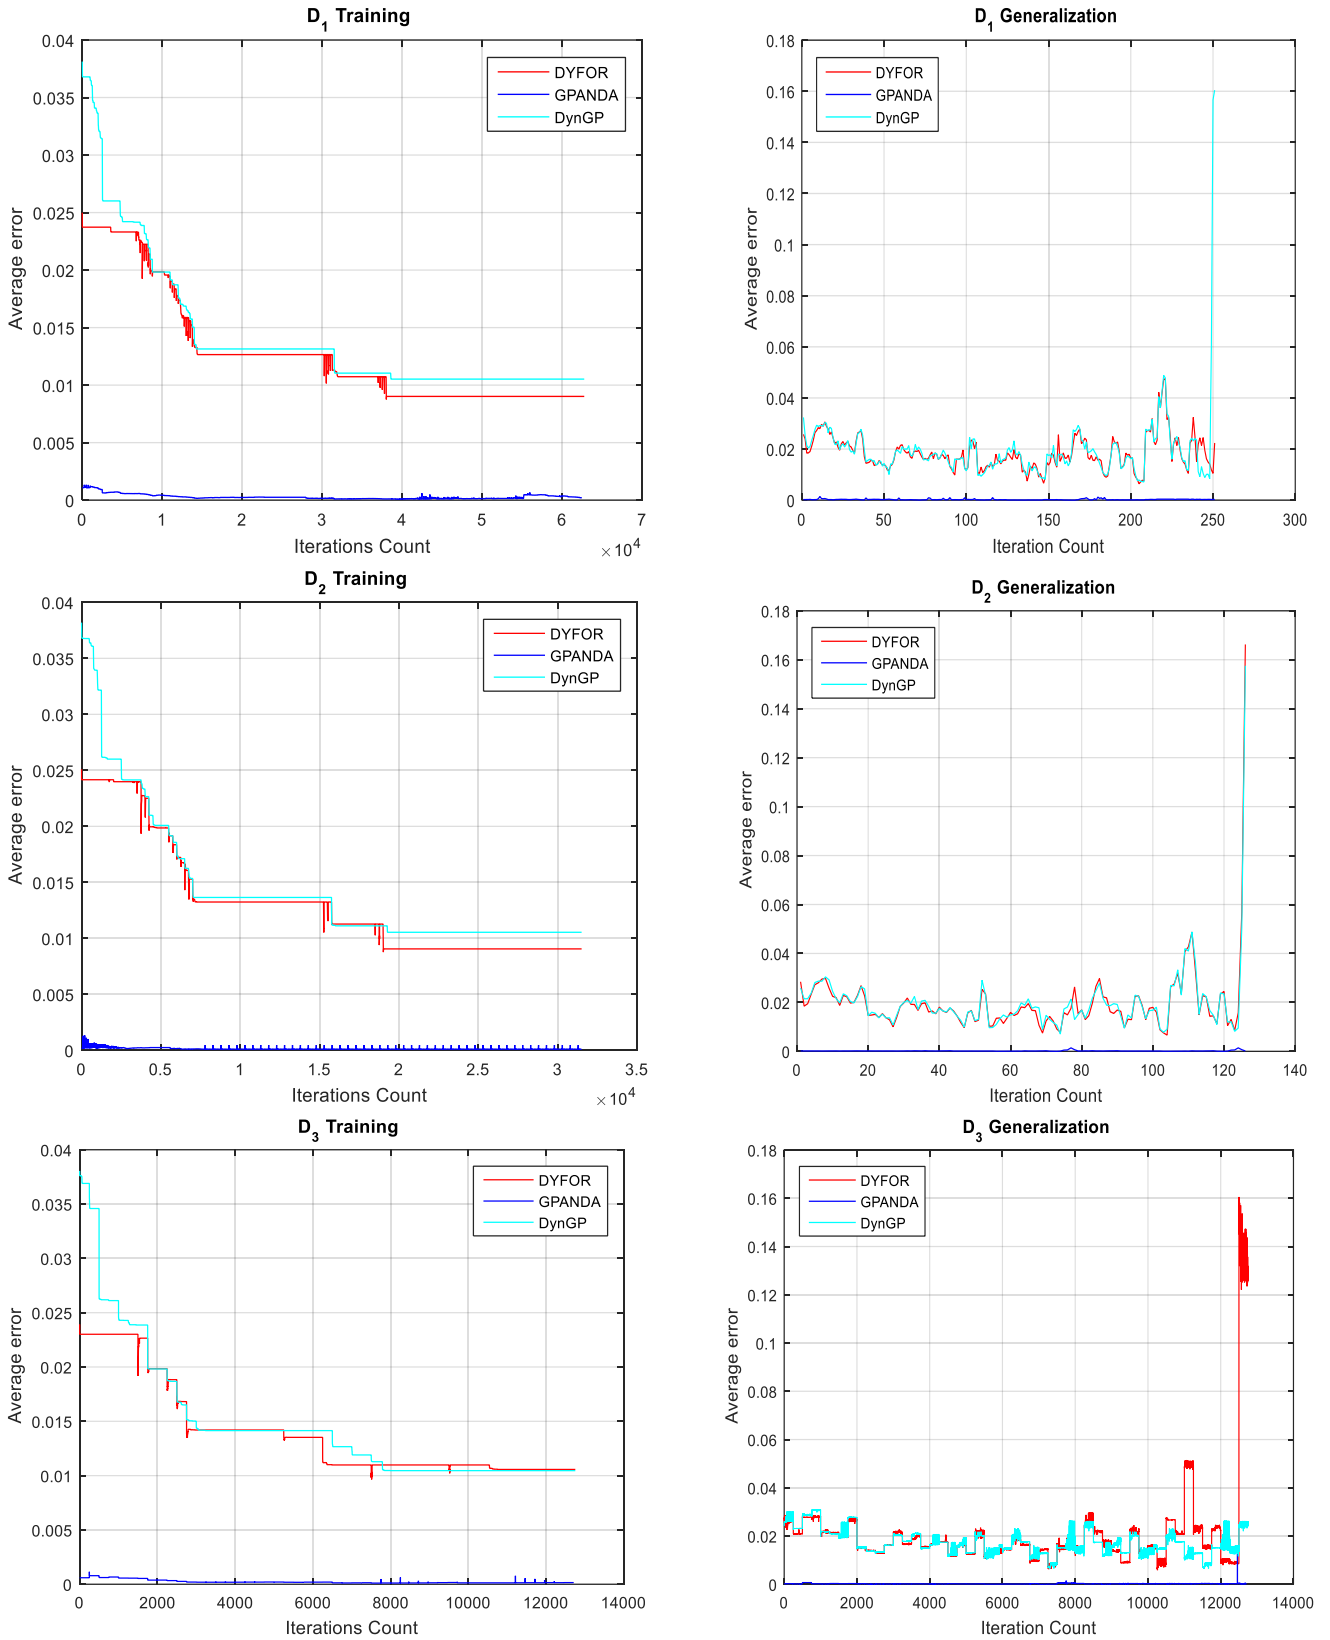 D1 Training
0.04
0.035
0.03
0.025
0.02
0.015
0.01
0.005
0
Average error
DYFOR
GPANDA
DynGP
0 1 2 3 4 5 6 7
Iterations Count
×10^4
D1 Generalization
0.18
0.16
0.14
0.12
0.1
0.08
0.06
0.04
0.02
0
Average error
DYFOR
GPANDA
DynGP
0 50 100 150 200 250 300
Iteration Count
D2 Training
0.04
0.035
0.03
0.025
0.02
0.015
0.01
0.005
0
Average error
DYFOR
GPANDA
DynGP
0 0.5 1 1.5 2 2.5 3 3.5
Iterations Count
×10^4
D2 Generalization
0.18
0.16
0.14
0.12
0.1
0.08
0.06
0.04
0.02
0
Average error
DYFOR
GPANDA
DynGP
0 20 40 60 80 100 120 140
Iteration Count
D3 Training
0.04
0.035
0.03
0.025
0.02
0.015
0.01
0.005
0
Average error
DYFOR
GPANDA
DynGP
0 2000 4000 6000 8000 10000 12000 14000
Iterations Count
D3 Generalization
0.18
0.16
0.14
0.12
0.1
0.08
0.06
0.04
0.02
0
Average error
DYFOR
GPANDA
DynGP
0 2000 4000 6000 8000 10000 12000 14000
Iteration Count